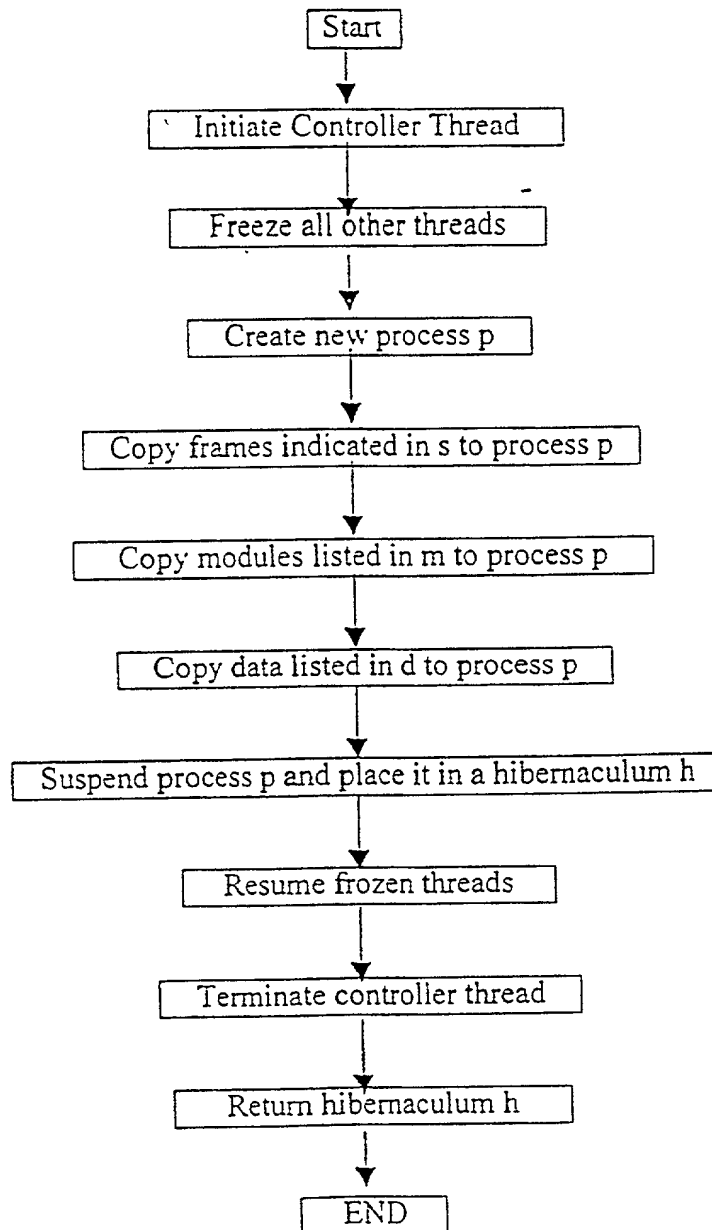 Start
Initiate Controller Thread
Freeze all other threads
Create new process p
Copy frames indicated in s to process p
Copy modules listed in m to process p
Copy data listed in d to process p
Suspend process p and place it in a hibernaculum h
Resume frozen threads
Terminate controller thread
Return hibernaculum h
END